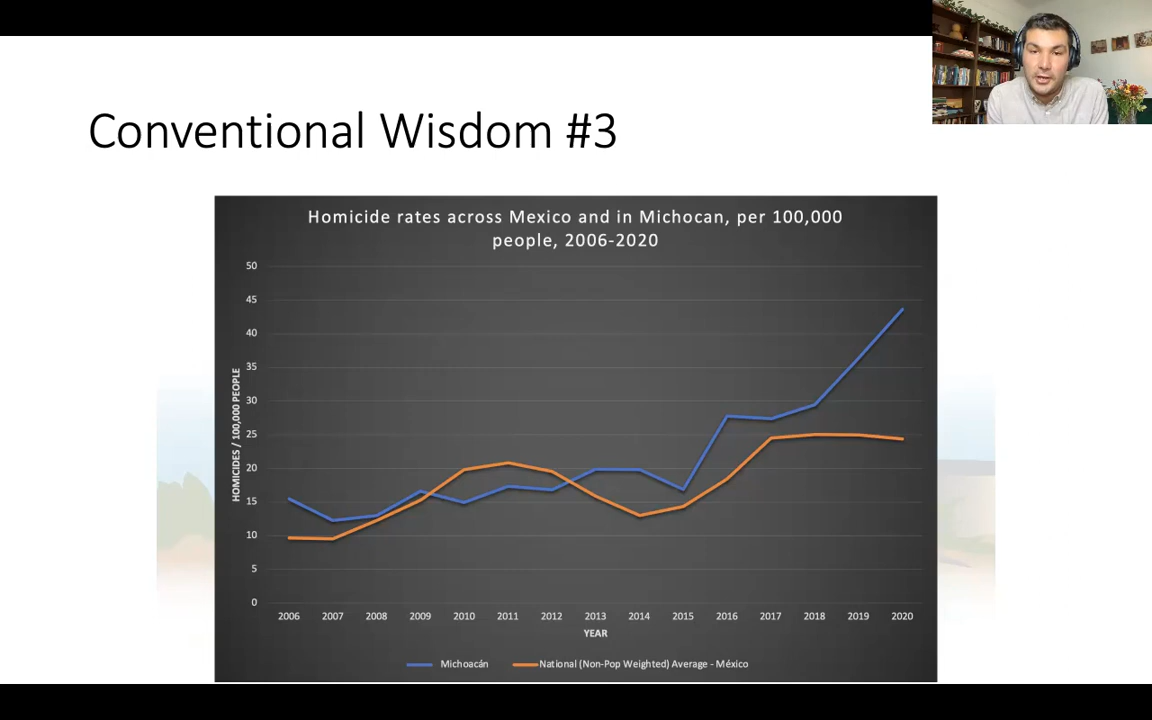 Conventional Wisdom #3
Homicide rates across Mexico and in Michocan, per 100,000
people, 2006-2020
50
45
40
35
30
25
20
15
10
5
0
HOMICIDES / 100,000 PEOPLE
2006 2007 2008 2009 2010 2011 2012 2013 2014 2015 2016 2017 2018 2019 2020
YEAR
Michoacán National (Non-Pop Weighted) Average - México